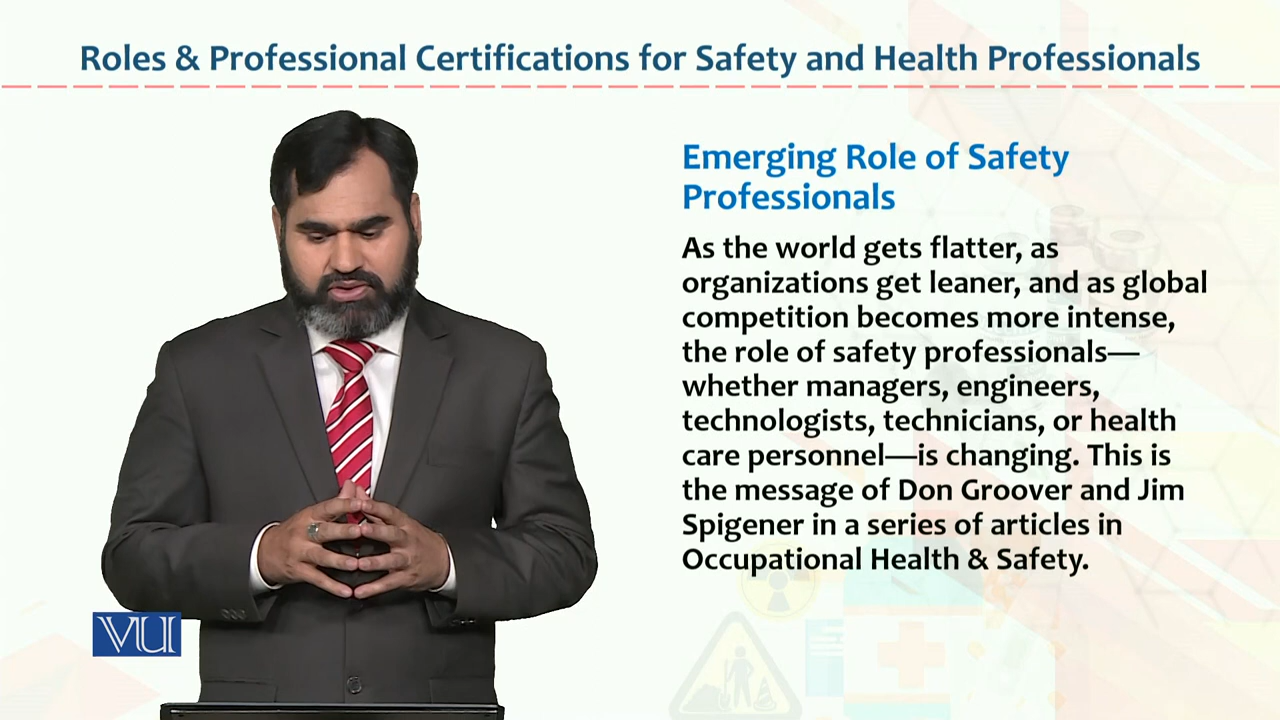 Roles & Professional Certifications for Safety and Health Professionals
Emerging Role of Safety
Professionals
As the world gets flatter, as
organizations get leaner, and as global
competition becomes more intense,
the role of safety professionals—
whether managers, engineers,
technologists, technicians, or health
care personnel—is changing. This is
the message of Don Groover and Jim
Spigener in a series of articles in
Occupational Health & Safety.
VU